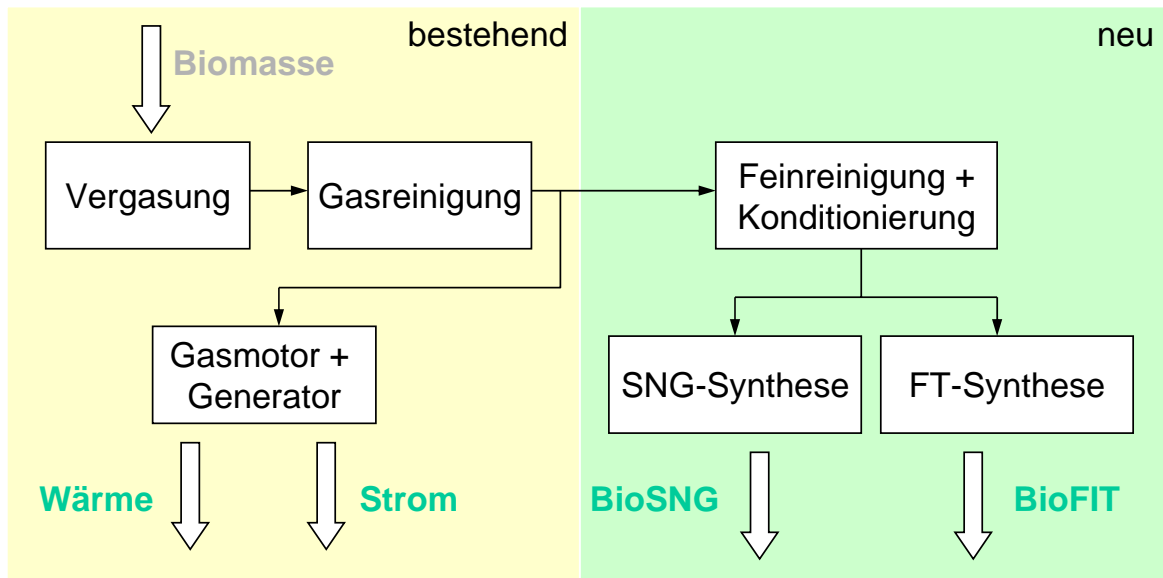 bestehend
neu
Biomasse
Vergasung
Gasreinigung
Feinreinigung +
Konditionierung
Gasmotor +
Generator
SNG-Synthese
FT-Synthese
Wärme
Strom
BioSNG
BioFIT